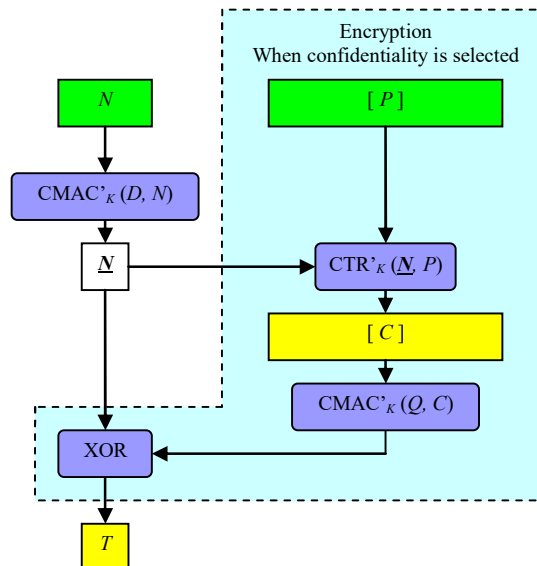 Encryption
When confidentiality is selected
N
[ P ]
CMAC’K (D, N)
N
CTR’K (N, P)
[ C ]
CMAC’K (Q, C)
XOR
T